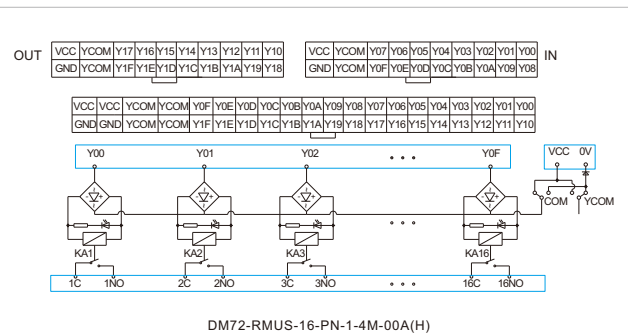 OUT
VCC YCOM Y17 Y16 Y15 Y14 Y13 Y12 Y11 Y10
GND YCOM Y1F Y1E Y1D Y1C Y1B Y1A Y19 Y18
VCC YCOM Y07 Y06 Y05 Y04 Y03 Y02 Y01 Y00
GND YCOM Y0F Y0E Y0D Y0C Y0B Y0A Y09 Y08
IN
VCC VCC YCOM YCOM Y0F Y0E Y0D Y0C Y0B Y0A Y09 Y08 Y07 Y06 Y05 Y04 Y03 Y02 Y01 Y00
GND GND YCOM YCOM Y1F Y1E Y1D Y1C Y1B Y1A Y19 Y18 Y17 Y16 Y15 Y14 Y13 Y12 Y11 Y10
Y00 Y01 Y02 Y0F VCC 0V
COM YCOM
KA1 KA2 KA3 KA16
1C 1NO 2C 2NO 3C 3NO 16C 16NO
DM72-RMUS-16-PN-1-4M-00A(H)